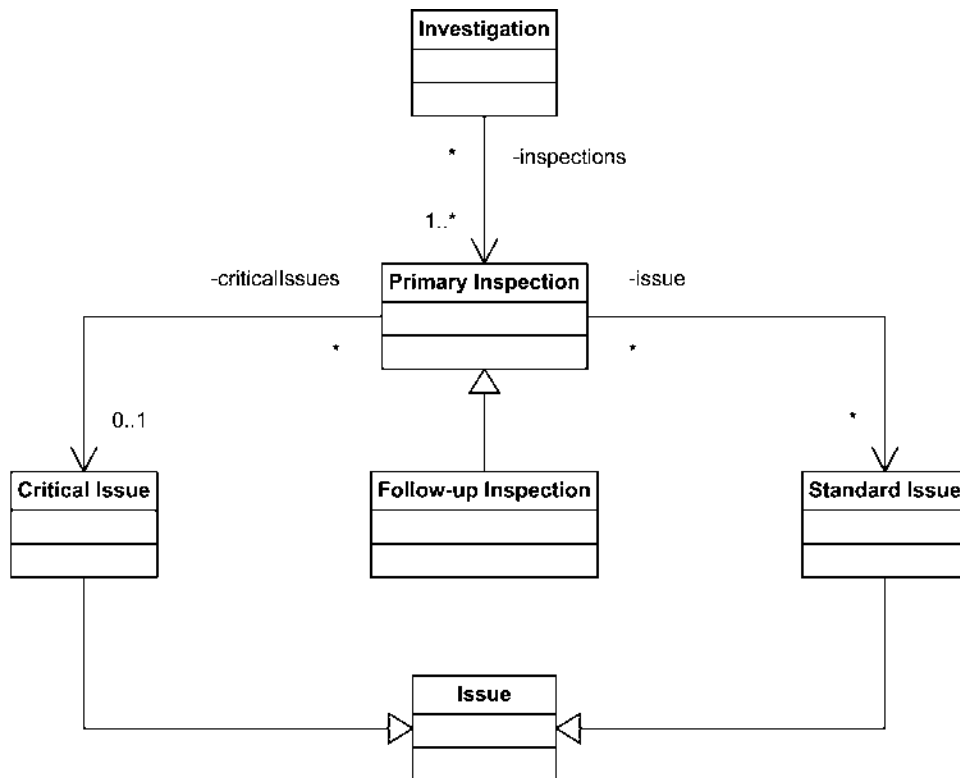 Investigation
*
-inspections
1..*
-criticalIssues
Primary Inspection
-issue
*
*
0..1
*
Critical Issue
Follow-up Inspection
Standard Issue
Issue